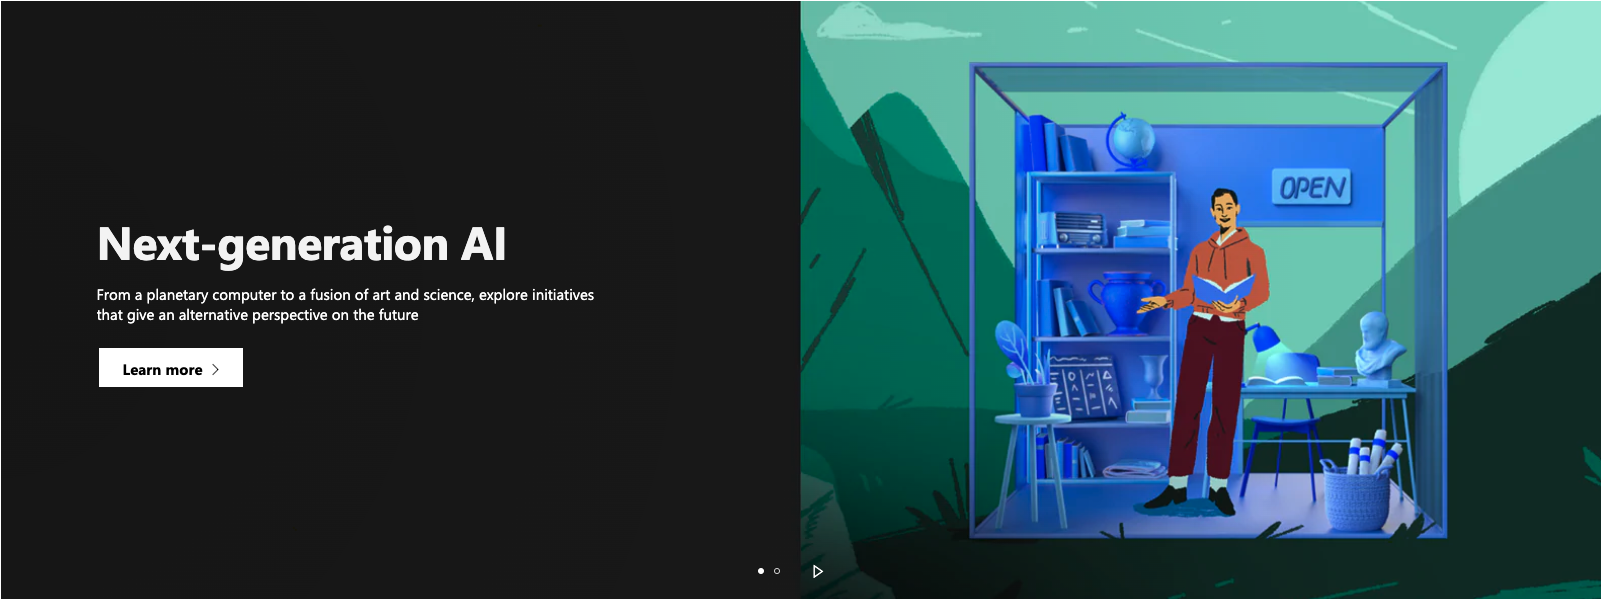 Next-generation AI
From a planetary computer to a fusion of art and science, explore initiatives
that give an alternative perspective on the future
Learn more
OPEN